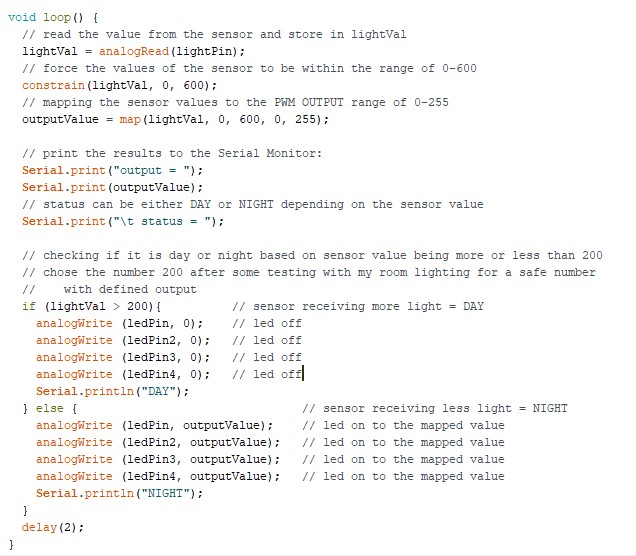 void loop() {
  // read the value from the sensor and store in lightVal
  lightVal = analogRead(lightPin);
  // force the values of the sensor to be within the range of 0-600
  constrain(lightVal, 0, 600);
  // mapping the sensor values to the PWM OUTPUT range of 0-255
  outputValue = map(lightVal, 0, 600, 0, 255);

  // print the results to the Serial Monitor:
  Serial.print("output = ");
  Serial.print(outputValue);
  // status can be either DAY or NIGHT depending on the sensor value
  Serial.print("\t status = ");

  // checking if it is day or night based on sensor value being more or less than 200
  // chose the number 200 after some testing with my room lighting for a safe number
  //    with defined output
  if (lightVal > 200){          // sensor receiving more light = DAY
    analogWrite (ledPin, 0);    // led off
    analogWrite (ledPin2, 0);   // led off
    analogWrite (ledPin3, 0);   // led off
    analogWrite (ledPin4, 0);   // led off
    Serial.println("DAY");
  } else {                                // sensor receiving less light = NIGHT
    analogWrite (ledPin, outputValue);    // led on to the mapped value
    analogWrite (ledPin2, outputValue);   // led on to the mapped value
    analogWrite (ledPin3, outputValue);   // led on to the mapped value
    analogWrite (ledPin4, outputValue);   // led on to the mapped value
    Serial.println("NIGHT");
  }
  delay(2);
}